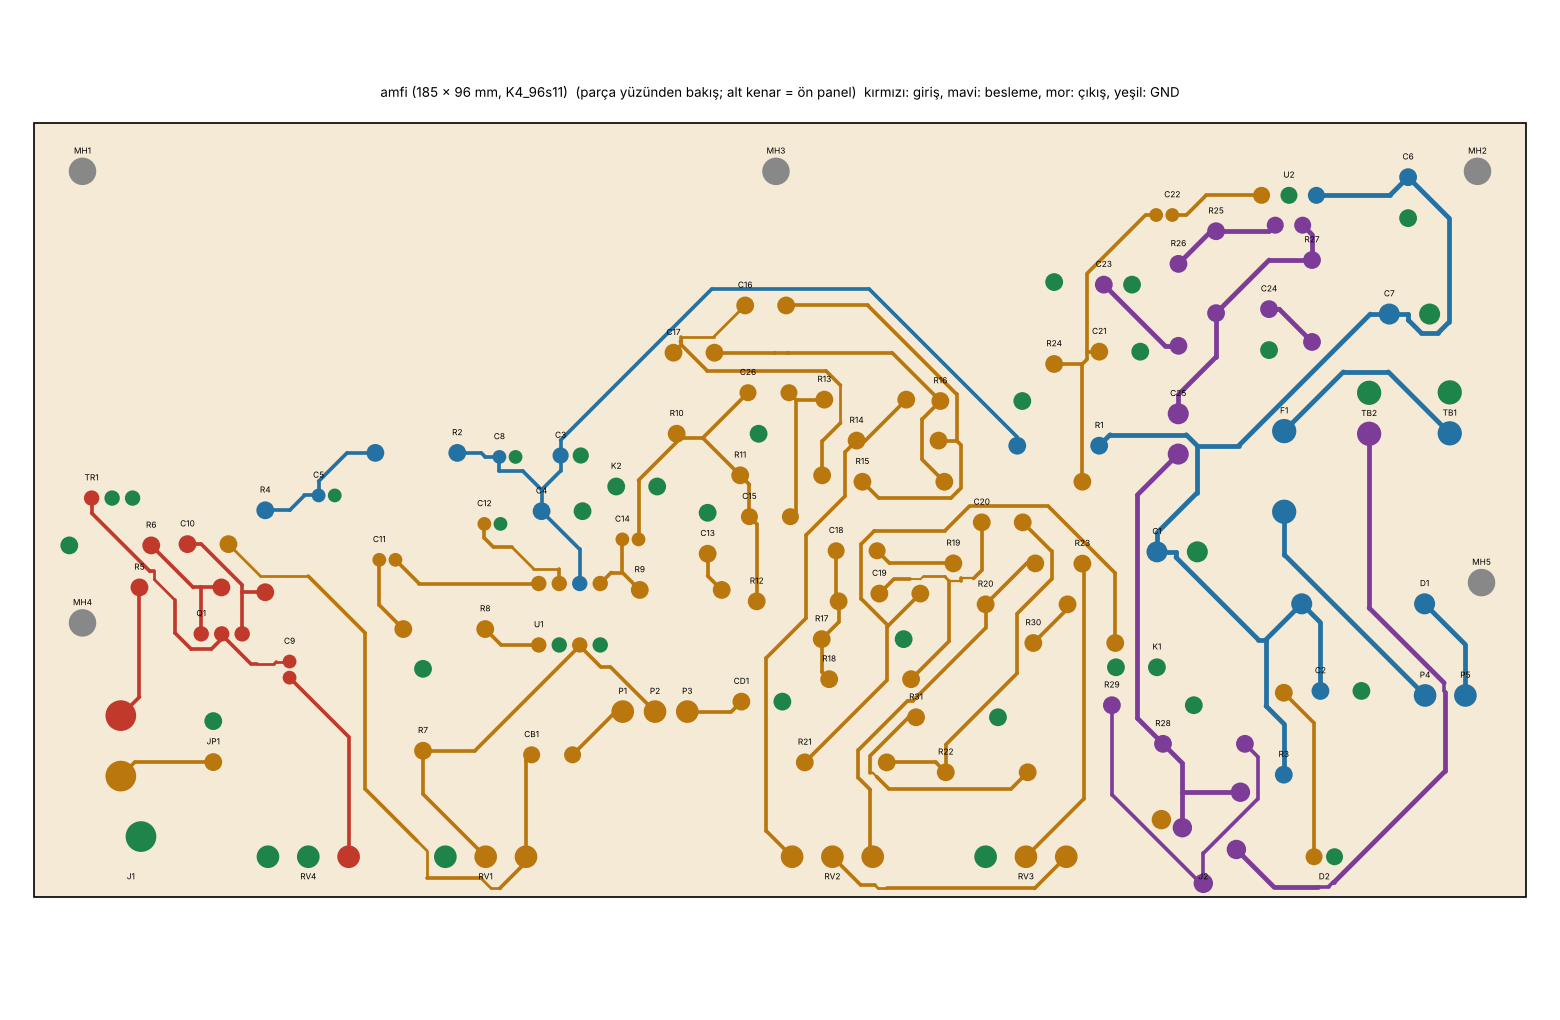 amfi (185 × 96 mm, K4_96s11)  (parça yüzünden bakış; alt kenar = ön panel)  kırmızı: giriş, mavi: besleme, mor: çıkış, yeşil: GND
MH1
MH3
MH2
C6
U2
C22
R25
R26
R27
C23
C24
C16
C7
C17
C21
R24
C26
R13
R16
C25
R10
R14
F1
TB2
TB1
R1
R2
C8
C3
R11
R15
K2
TR1
C5
R4
C4
C12
C15
C20
C14
C18
R6
C10
C11
C13
R19
R23
C1
R5
R9
R12
C19
R20
D1
MH5
MH4
Q1
R8
U1
R17
R30
C9
R18
K1
C2
P4
P5
P1
P2
P3
CD1
R31
R29
R28
R7
CB1
JP1
R21
R22
R3
J1
RV4
RV1
RV2
RV3
J2
D2